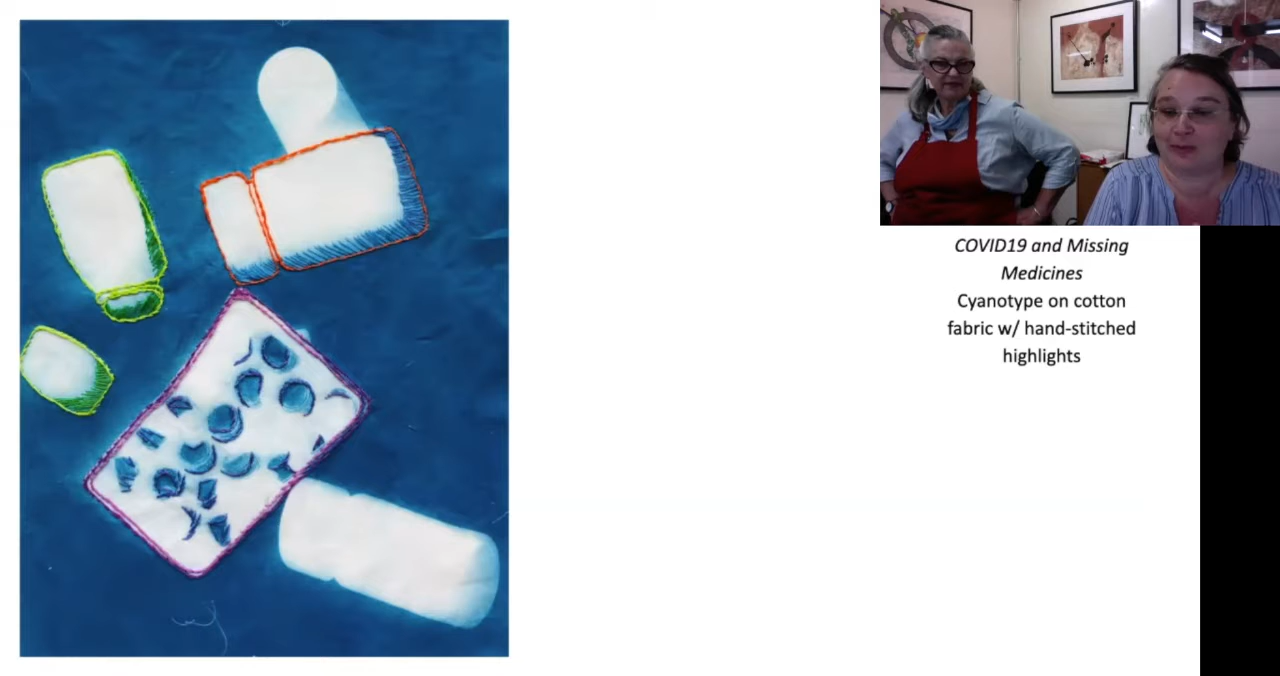 COVID19 and Missing
Medicines
Cyanotype on cotton
fabric w/ hand-stitched
highlights